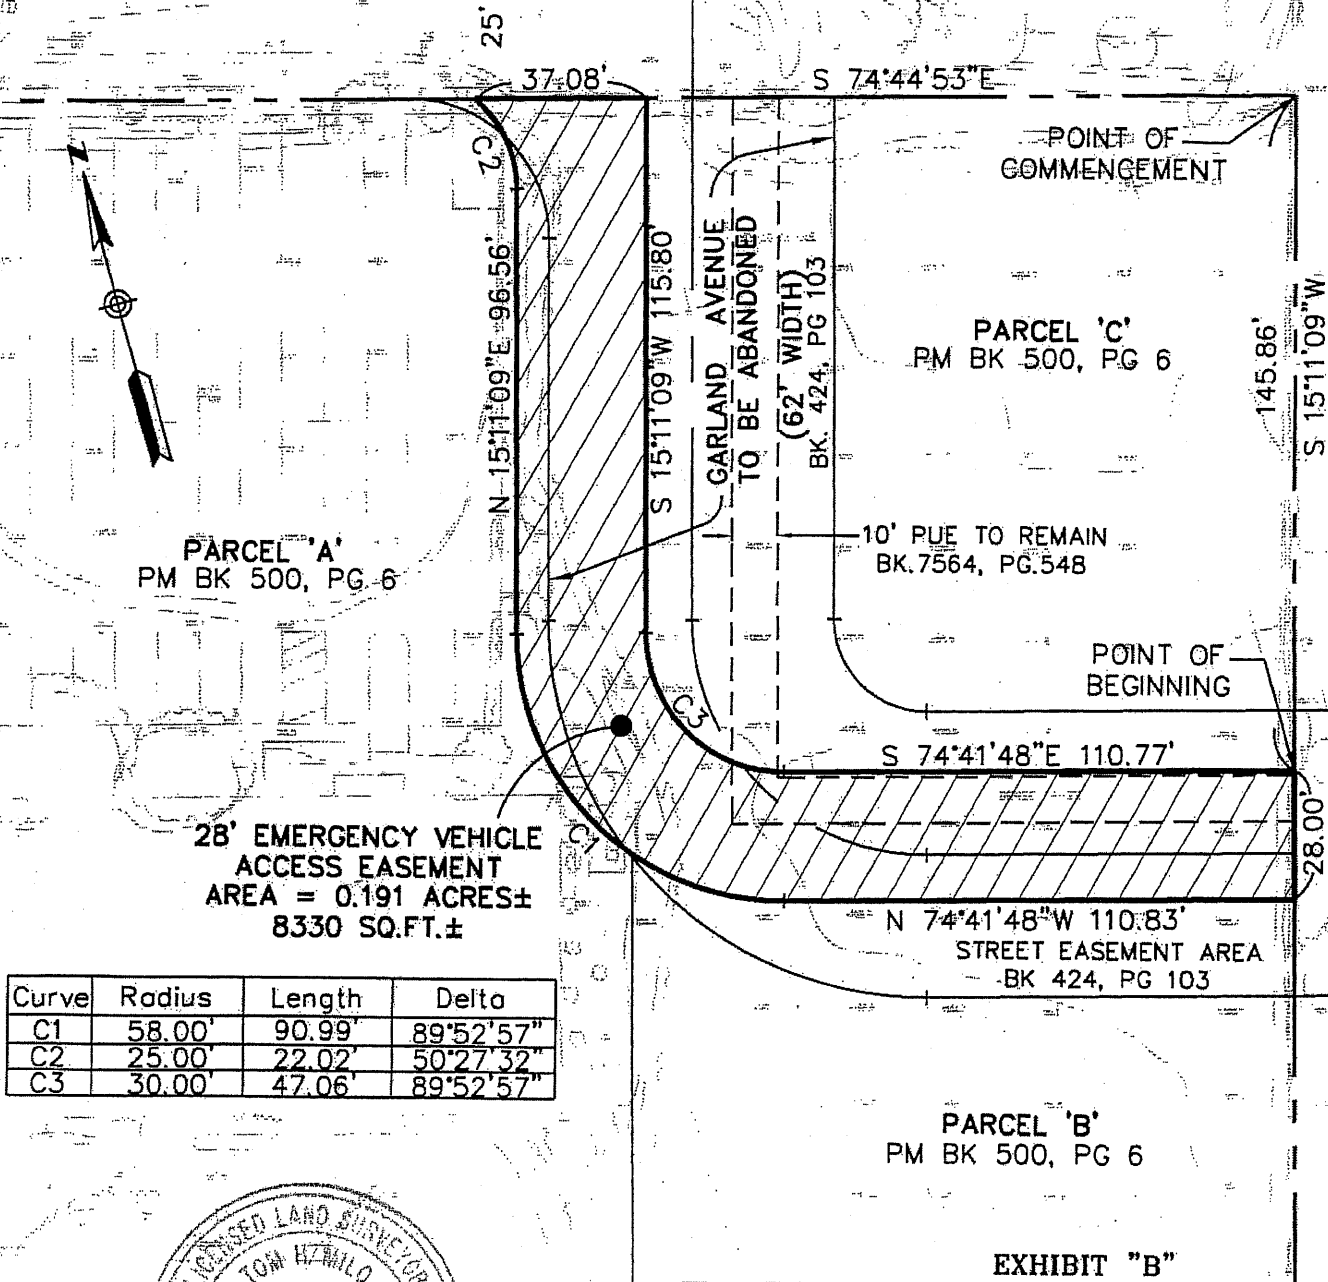 25'
37.08'
S 74°44'53"E
POINT OF
COMMENCEMENT
C2
N
N 15°11'09"E 96.56'
S 15°11'09"W 115.80'
GARLAND AVENUE
TO BE ABANDONED
(62' WIDTH)
BK. 424, PG 103
PARCEL 'C'
PM BK 500, PG 6
145.86'
S 15°11'09"W
10' PUE TO REMAIN
BK.7564, PG.548
PARCEL 'A'
PM BK 500, PG 6
POINT OF
BEGINNING
C3
S 74°41'48"E 110.77'
28.00'
28' EMERGENCY VEHICLE
ACCESS EASEMENT
AREA = 0.191 ACRES±
8330 SQ.FT.±
C1
N 74°41'48"W 110.83'
STREET EASEMENT AREA
BK 424, PG 103
Curve Radius Length Delta
C1 58.00' 90.99' 89°52'57"
C2 25.00' 22.02' 50°27'32"
C3 30.00' 47.06' 89°52'57"
PARCEL 'B'
PM BK 500, PG 6
LICENSED LAND SURVEYOR
TOM H. MILO
EXHIBIT "B"